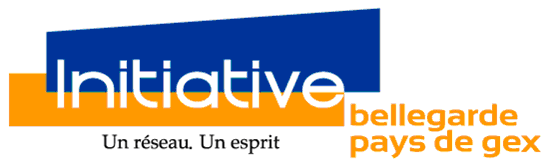 Initiative
bellegarde
pays de gex
Un réseau. Un esprit